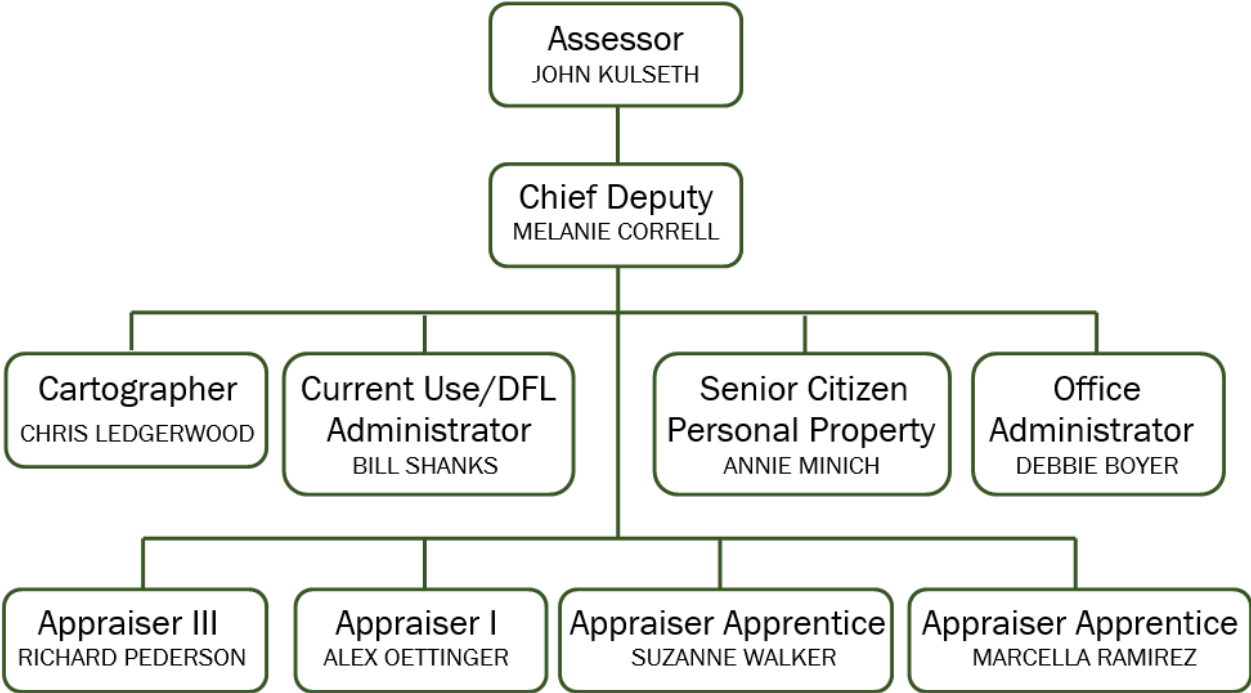 Assessor
JOHN KULSETH
Chief Deputy
MELANIE CORRELL
Cartographer
CHRIS LEDGERWOOD
Current Use/DFL
Administrator
BILL SHANKS
Senior Citizen
Personal Property
ANNIE MINICH
Office
Administrator
DEBBIE BOYER
Appraiser III
RICHARD PEDERSON
Appraiser I
ALEX OETTINGER
Appraiser Apprentice
SUZANNE WALKER
Appraiser Apprentice
MARCELLA RAMIREZ